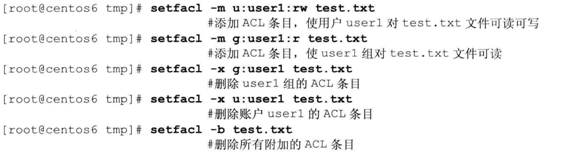 [root@centos6 tmp]# setfacl -m u:user1:rw test.txt
#添加 ACL 条目，使用户 user1 对 test.txt 文件可读可写
[root@centos6 tmp]# setfacl -m g:user1:r test.txt
#添加 ACL 条目，使 user1 组对 test.txt 文件可读
[root@centos6 tmp]# setfacl -x g:user1 test.txt
#删除 user1 组的 ACL 条目
[root@centos6 tmp]# setfacl -x u:user1 test.txt
#删除账户 user1 的 ACL 条目
[root@centos6 tmp]# setfacl -b test.txt
#删除所有附加的 ACL 条目